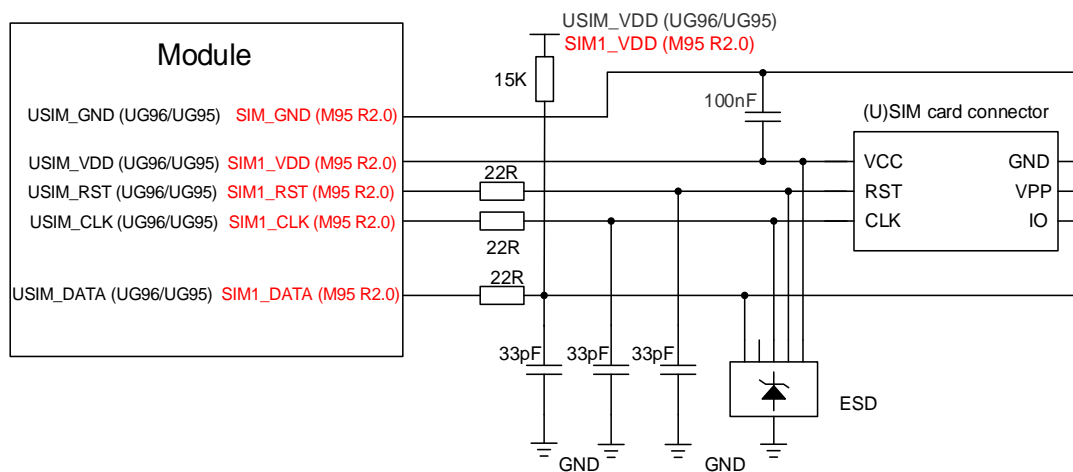 USIM_VDD (UG96/UG95)
SIM1_VDD (M95 R2.0)
Module
15K
100nF
(U)SIM card connector
USIM_GND (UG96/UG95) SIM_GND (M95 R2.0)
USIM_VDD (UG96/UG95) SIM1_VDD (M95 R2.0)
VCC GND
USIM_RST (UG96/UG95) SIM1_RST (M95 R2.0)
22R
RST VPP
USIM_CLK (UG96/UG95) SIM1_CLK (M95 R2.0)
CLK IO
22R
22R
USIM_DATA (UG96/UG95) SIM1_DATA (M95 R2.0)
33pF 33pF 33pF
ESD
GND GND